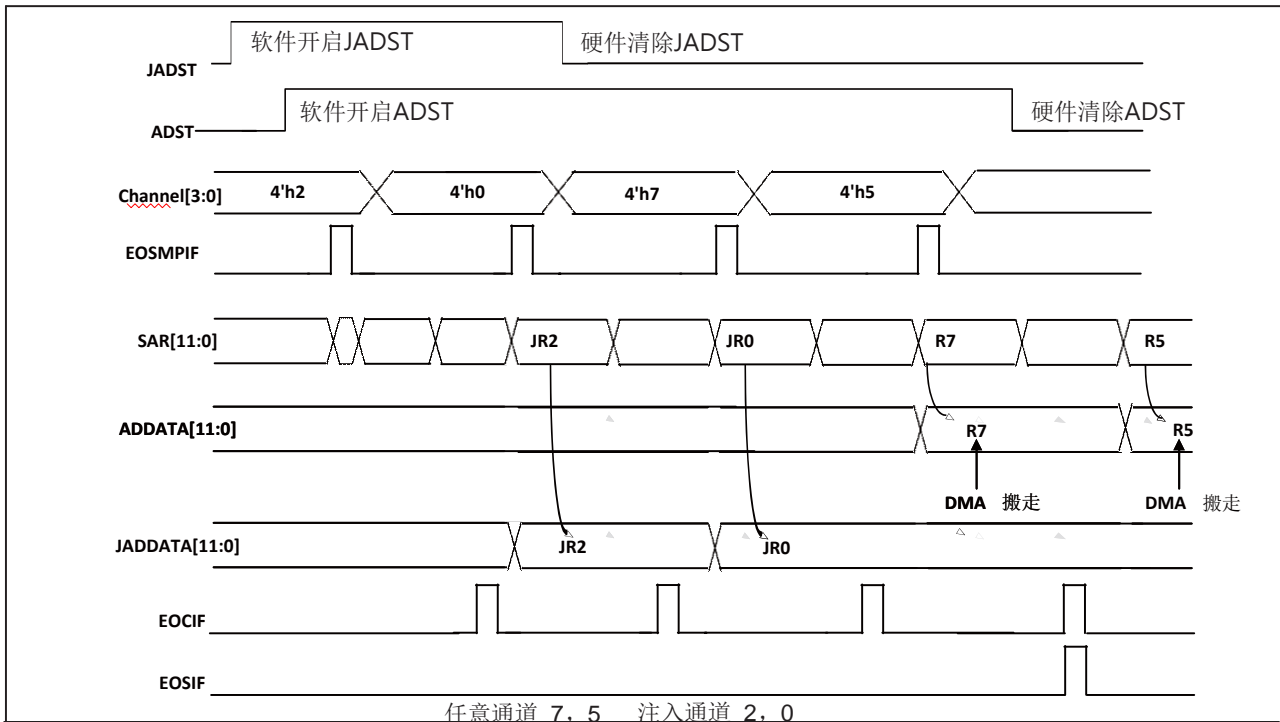 软件开启JADST 硬件清除JADST
JADST
软件开启ADST 硬件清除ADST
ADST
Channel[3:0] 4'h2 4'h0 4'h7 4'h5
EOSMPIF
SAR[11:0] JR2 JR0 R7 R5
ADDATA[11:0] R7 R5
DMA 搬走 DMA 搬走
JADDATA[11:0] JR2 JR0
EOCIF
EOSIF
任意通道 7，5 注入通道 2，0